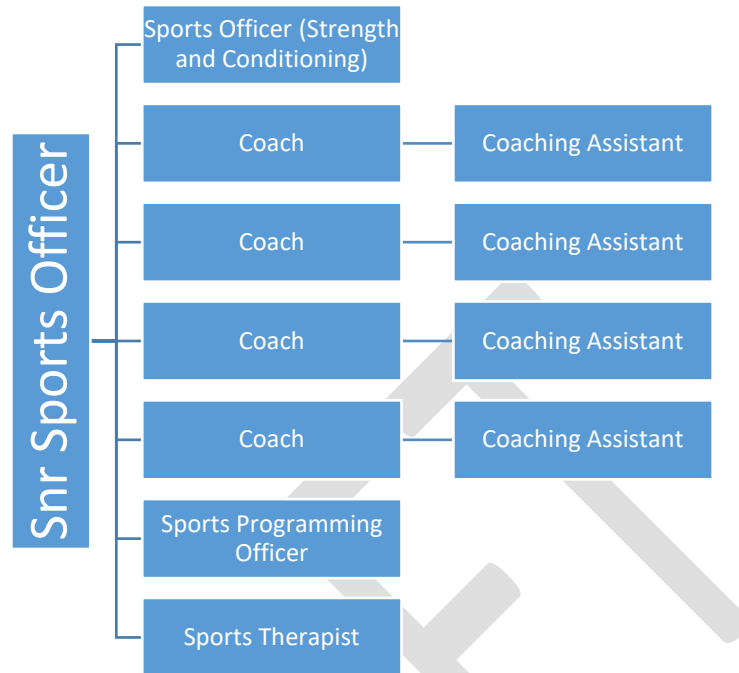 Snr Sports Officer
Sports Officer (Strength
and Conditioning)
Coach
Coaching Assistant
Coach
Coaching Assistant
Coach
Coaching Assistant
Coach
Coaching Assistant
Sports Programming
Officer
Sports Therapist